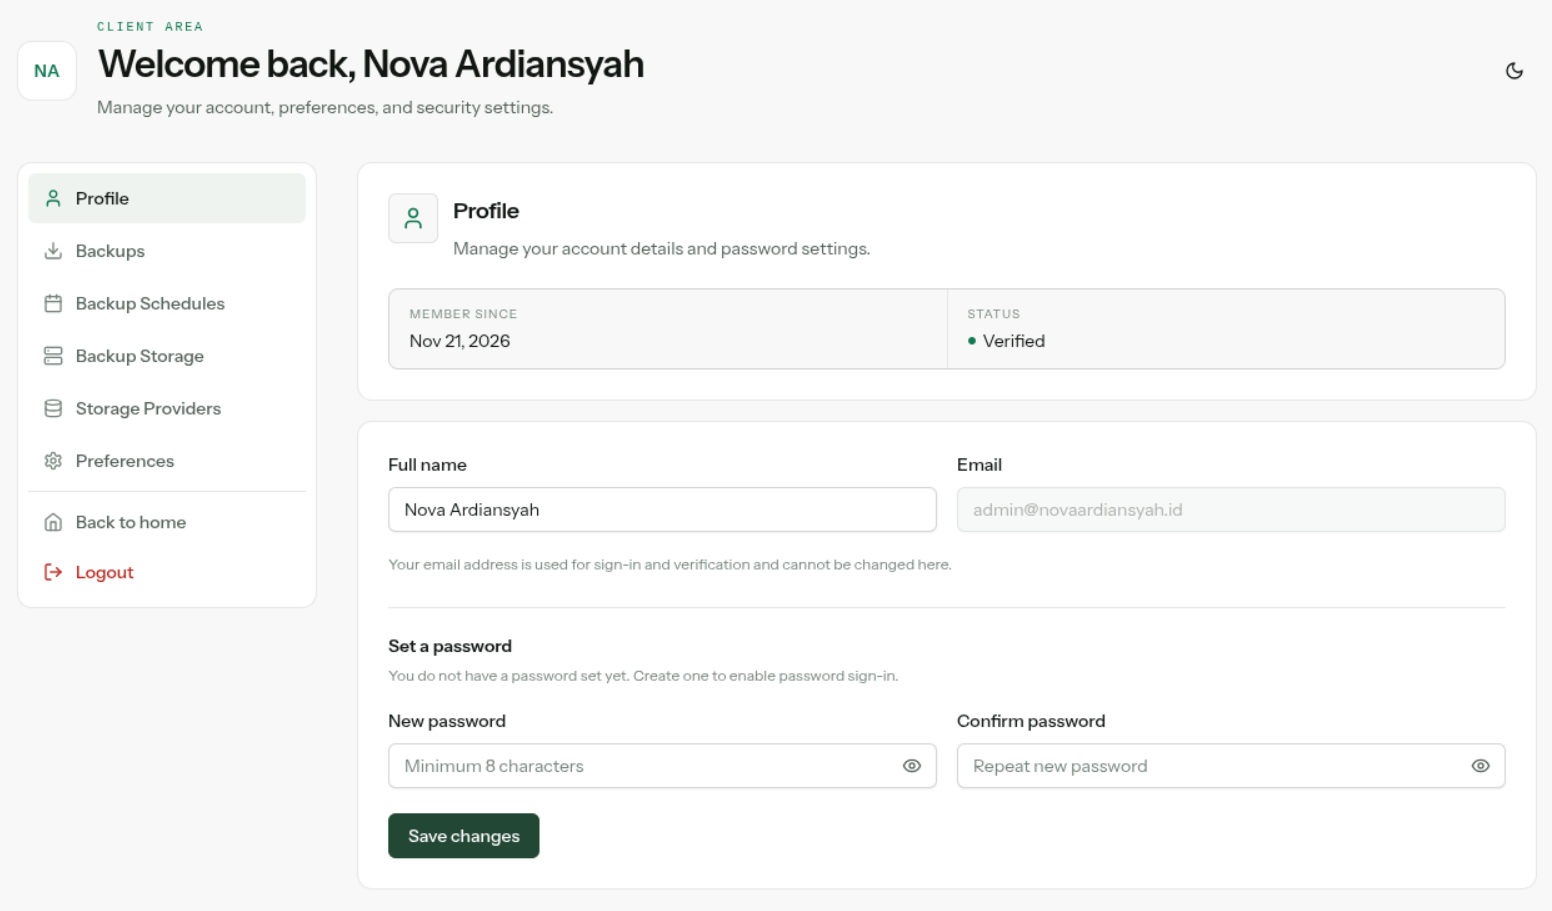 CLIENT AREA
NA
Welcome back, Nova Ardiansyah
Manage your account, preferences, and security settings.
Profile
Backups
Backup Schedules
Backup Storage
Storage Providers
Preferences
Back to home
Logout
Profile
Manage your account details and password settings.
MEMBER SINCE
Nov 21, 2026
STATUS
Verified
Full name
Nova Ardiansyah
Email
admin@novaardiansyah.id
Your email address is used for sign-in and verification and cannot be changed here.
Set a password
You do not have a password set yet. Create one to enable password sign-in.
New password
Minimum 8 characters
Confirm password
Repeat new password
Save changes